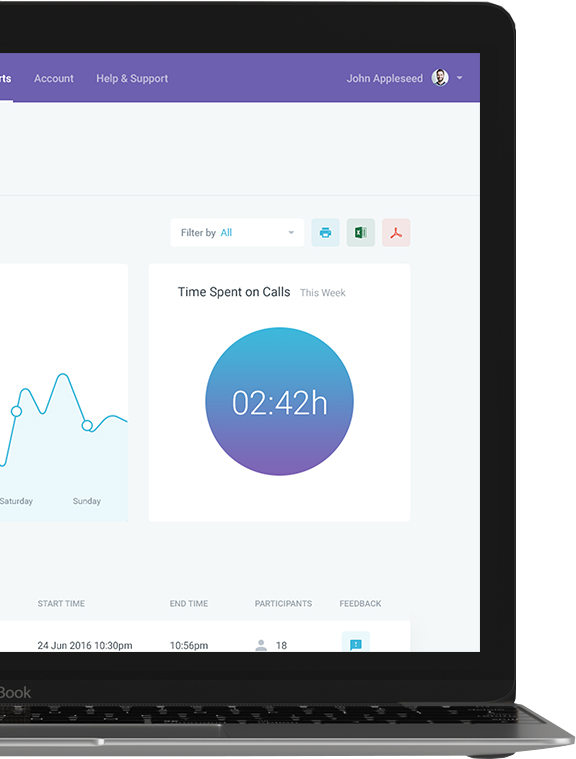 rts Account Help & Support John Appleseed
Filter by All
Time Spent on Calls This Week
02:42h
Saturday Sunday
START TIME END TIME PARTICIPANTS FEEDBACK
24 Jun 2016 10:30pm 10:56pm 18
Book